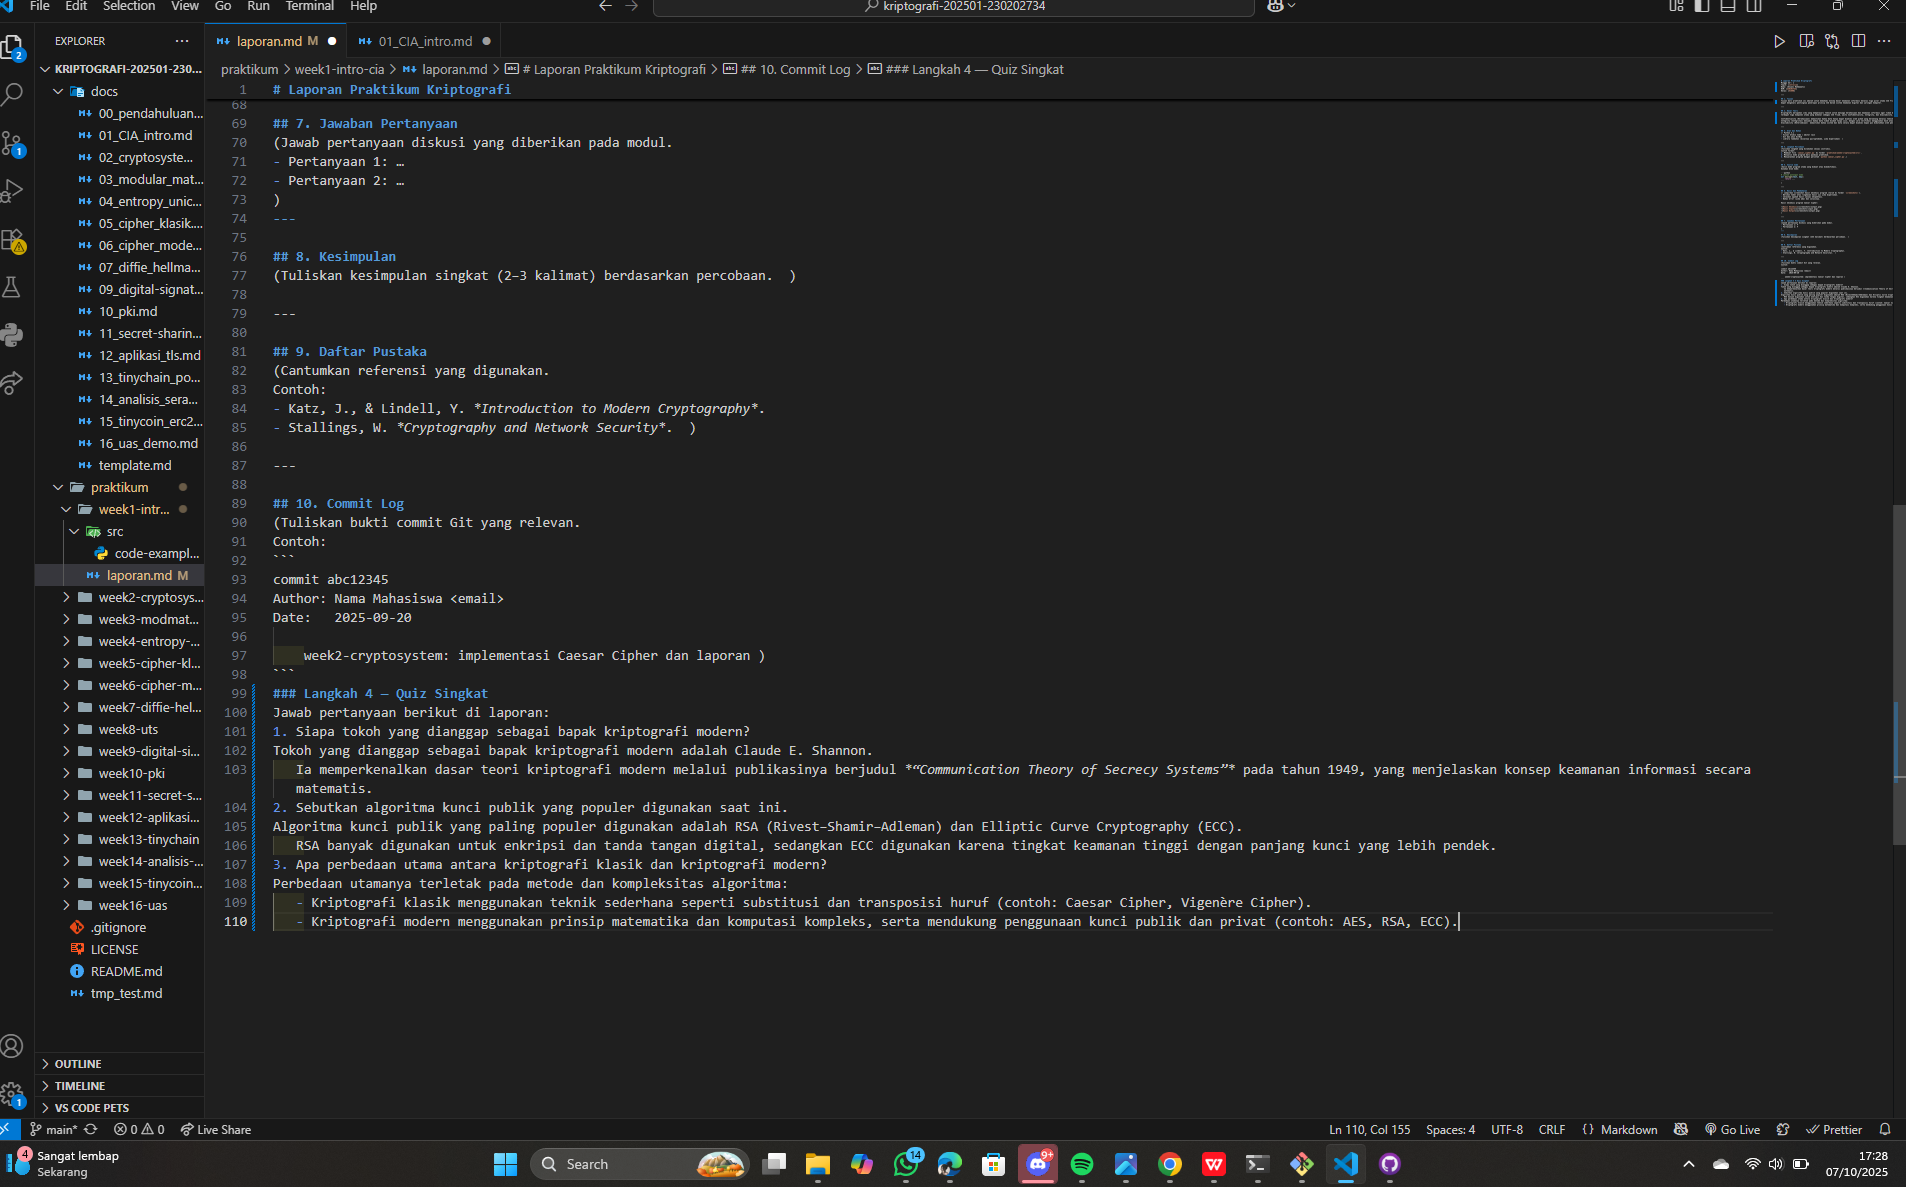 File Edit Selection View Go Run Terminal Help
kriptografi-202501-230202734
EXPLORER
laporan.md M
01_CIA_intro.md
KRIPTOGRAFI-202501-230...
praktikum > week1-intro-cia > laporan.md > # Laporan Praktikum Kriptografi > ## 10. Commit Log > ### Langkah 4 — Quiz Singkat
docs
00_pendahuluan...
01_CIA_intro.md
02_cryptosyste...
03_modular_mat...
04_entropy_unic...
05_cipher_klasik...
06_cipher_mode...
07_diffie_hellma...
09_digital-signat...
10_pki.md
11_secret-sharin...
12_aplikasi_tls.md
13_tinychain_po...
14_analisis_sera...
15_tinycoin_erc2...
16_uas_demo.md
template.md
praktikum
week1-intr...
src
code-exampl...
laporan.md M
week2-cryptosys...
week3-modmat...
week4-entropy-...
week5-cipher-kl...
week6-cipher-m...
week7-diffie-hel...
week8-uts
week9-digital-si...
week10-pki
week11-secret-s...
week12-aplikasi...
week13-tinychain
week14-analisis-...
week15-tinycoin...
week16-uas
.gitignore
LICENSE
README.md
tmp_test.md
OUTLINE
TIMELINE
VS CODE PETS
1 # Laporan Praktikum Kriptografi
68
69 ## 7. Jawaban Pertanyaan
70 (Jawab pertanyaan diskusi yang diberikan pada modul.
71 - Pertanyaan 1: …
72 - Pertanyaan 2: …
73 )
74 ---
75
76 ## 8. Kesimpulan
77 (Tuliskan kesimpulan singkat (2–3 kalimat) berdasarkan percobaan.  )
78
79 ---
80
81 ## 9. Daftar Pustaka
82 (Cantumkan referensi yang digunakan.
83 Contoh:
84 - Katz, J., & Lindell, Y. *Introduction to Modern Cryptography*.
85 - Stallings, W. *Cryptography and Network Security*.  )
86
87 ---
88
89 ## 10. Commit Log
90 (Tuliskan bukti commit Git yang relevan.
91 Contoh:
92 ```
93 commit abc12345
94 Author: Nama Mahasiswa <email>
95 Date:   2025-09-20
96
97 week2-cryptosystem: implementasi Caesar Cipher dan laporan )
98 ```
99 ### Langkah 4 — Quiz Singkat
100 Jawab pertanyaan berikut di laporan:
101 1. Siapa tokoh yang dianggap sebagai bapak kriptografi modern?
102 Tokoh yang dianggap sebagai bapak kriptografi modern adalah Claude E. Shannon.
103 Ia memperkenalkan dasar teori kriptografi modern melalui publikasinya berjudul *“Communication Theory of Secrecy Systems”* pada tahun 1949, yang menjelaskan konsep keamanan informasi secara
matematis.
104 2. Sebutkan algoritma kunci publik yang populer digunakan saat ini.
105 Algoritma kunci publik yang paling populer digunakan adalah RSA (Rivest–Shamir–Adleman) dan Elliptic Curve Cryptography (ECC).
106 RSA banyak digunakan untuk enkripsi dan tanda tangan digital, sedangkan ECC digunakan karena tingkat keamanan tinggi dengan panjang kunci yang lebih pendek.
107 3. Apa perbedaan utama antara kriptografi klasik dan kriptografi modern?
108 Perbedaan utamanya terletak pada metode dan kompleksitas algoritma:
109 - Kriptografi klasik menggunakan teknik sederhana seperti substitusi dan transposisi huruf (contoh: Caesar Cipher, Vigenère Cipher).
110 - Kriptografi modern menggunakan prinsip matematika dan komputasi kompleks, serta mendukung penggunaan kunci publik dan privat (contoh: AES, RSA, ECC).
main* 0 0 Live Share
Ln 110, Col 155 Spaces: 4 UTF-8 CRLF {} Markdown Go Live Prettier
4 Sangat lembap
Sekarang
Search
14
9+
17:28
07/10/2025